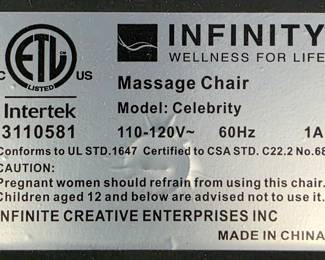 INFINITY
WELLNESS FOR LIFE
C ETL CM US
LISTED
Intertek
3110581
Massage Chair
Model: Celebrity
110-120V~ 60Hz 1A
Conforms to UL STD.1647 Certified to CSA STD. C22.2 No.68
CAUTION:
Pregnant women should refrain from using this chair.
Children aged 12 and below are advised not to use it.
INFINITE CREATIVE ENTERPRISES INC
MADE IN CHINA